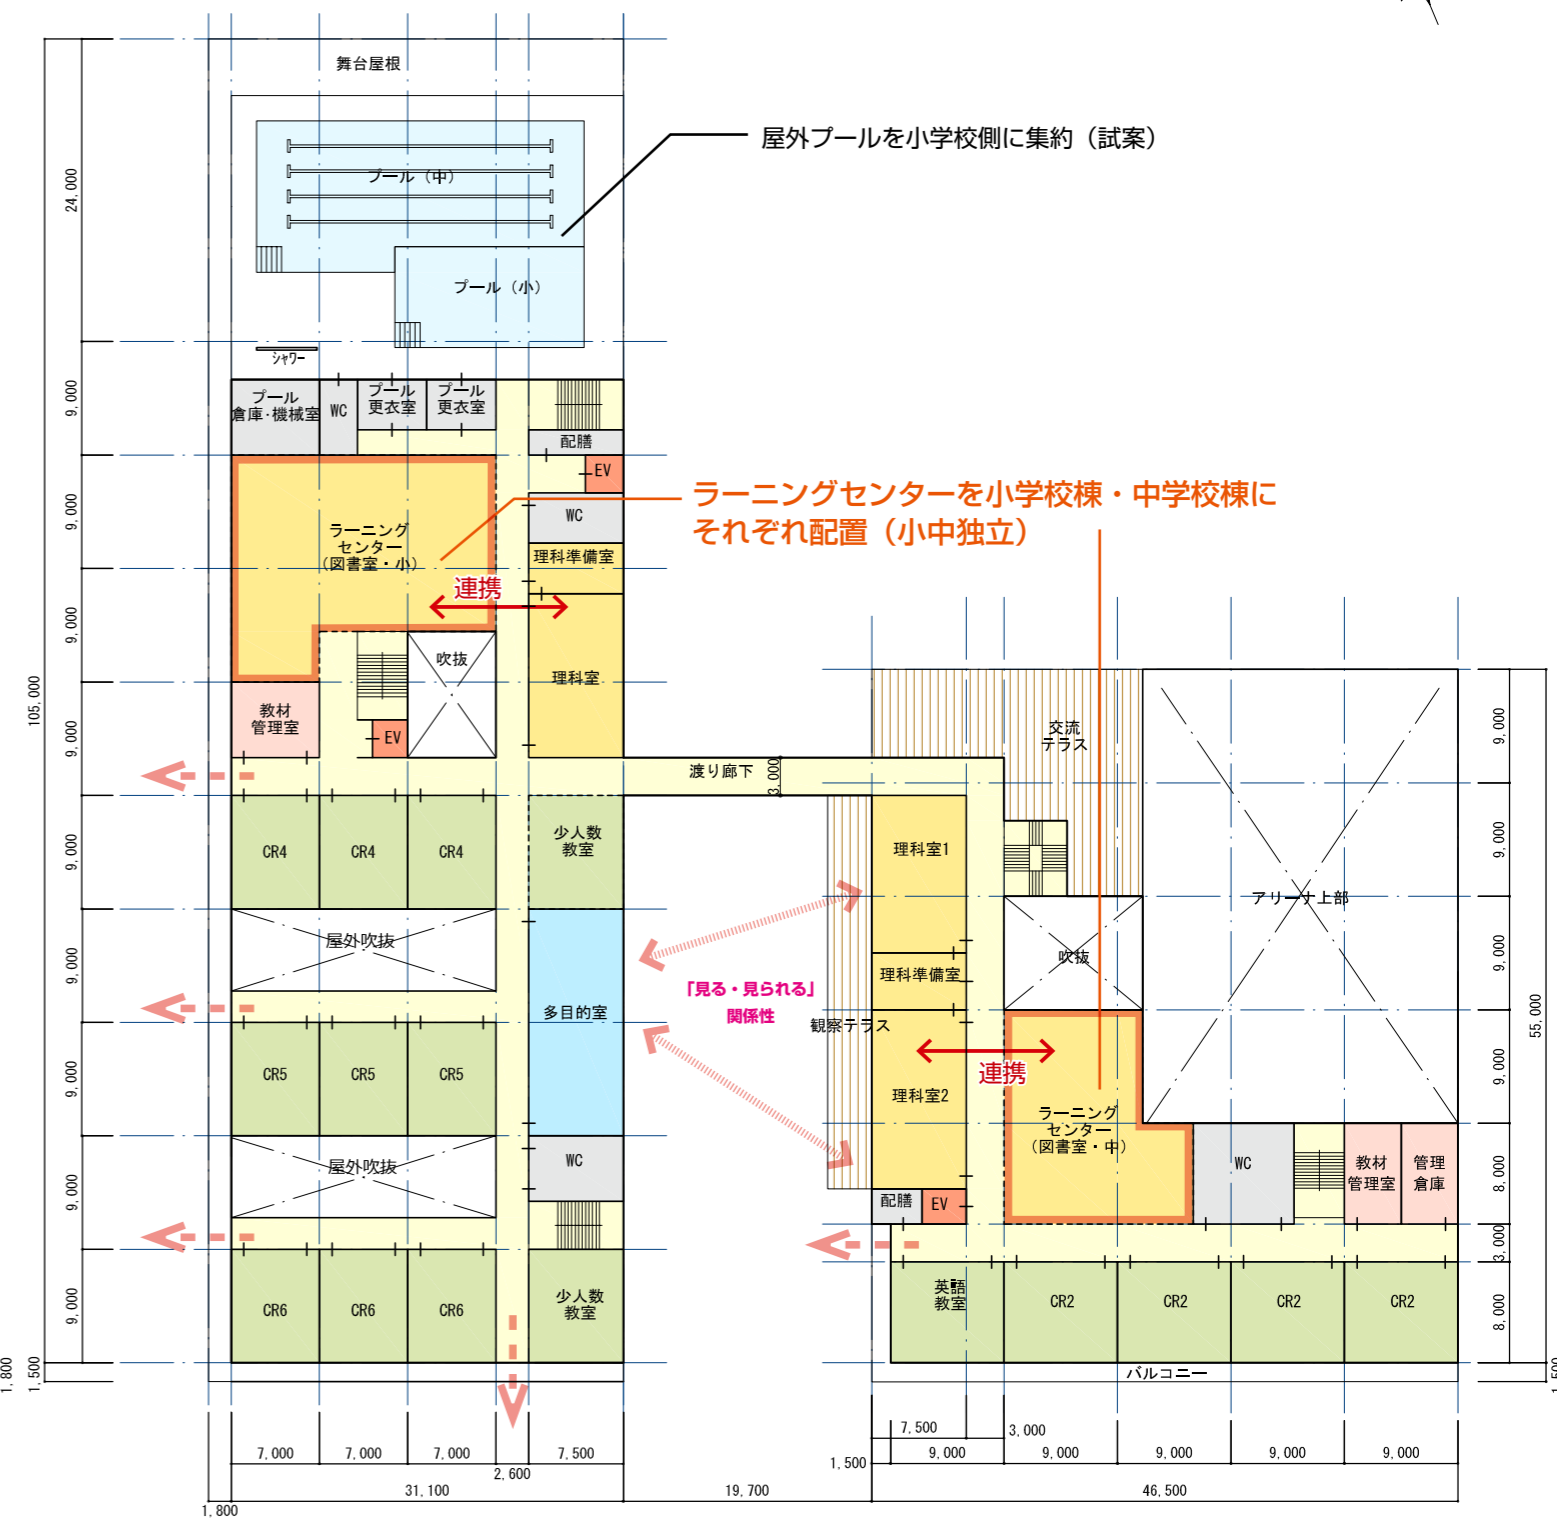 舞台屋根
屋外プールを小学校側に集約（試案）
プール（中）
プール（小）
シャワー
プール
倉庫・機械室
WC
プール
更衣室
プール
更衣室
配膳
EV
WC
ラーニングセンターを小学校棟・中学校棟に
それぞれ配置（小中独立）
ラーニング
センター
（図書室・小）
理科準備室
連携
吹抜
理科室
教材
管理室
EV
渡り廊下
3,000
交流
テラス
CR4
CR4
CR4
少人数
教室
理科室1
アリーナ上部
屋外吹抜
吹抜
理科準備室
「見る・見られる」
関係性
多目的室
観察テラス
CR5
CR5
CR5
連携
理科室2
ラーニング
センター
（図書室・中）
屋外吹抜
WC
WC
教材
管理室
管理
倉庫
配膳
EV
CR6
CR6
CR6
少人数
教室
英語
教室
CR2
CR2
CR2
CR2
バルコニー
24,000
9,000
9,000
9,000
9,000
9,000
9,000
9,000
9,000
9,000
105,000
1,800
1,500
9,000
9,000
9,000
9,000
8,000
3,000
8,000
55,000
1,500
7,000
7,000
7,000
2,600
7,500
31,100
1,800
19,700
1,500
7,500
3,000
9,000
9,000
9,000
9,000
9,000
46,500